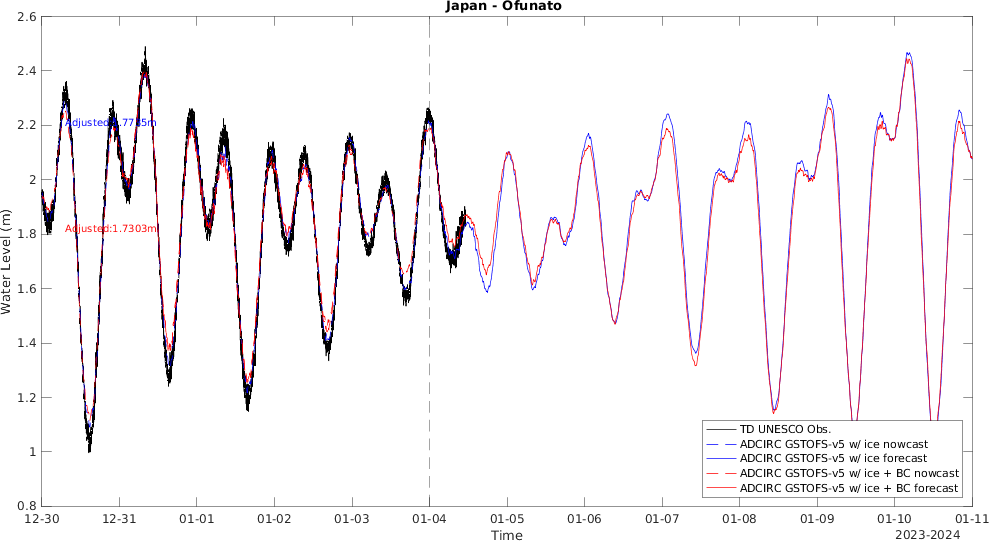 Japan - Ofunato
2.6
2.4
2.2
2
1.8
1.6
1.4
1.2
1
0.8
Water Level (m)
Adjusted:1.7303m
TD UNESCO Obs.
ADCIRC GSTOFS-v5 w/ ice nowcast
ADCIRC GSTOFS-v5 w/ ice forecast
ADCIRC GSTOFS-v5 w/ ice + BC nowcast
ADCIRC GSTOFS-v5 w/ ice + BC forecast
12-30 12-31 01-01 01-02 01-03 01-04 01-05 01-06 01-07 01-08 01-09 01-10 01-11
Time
2023-2024